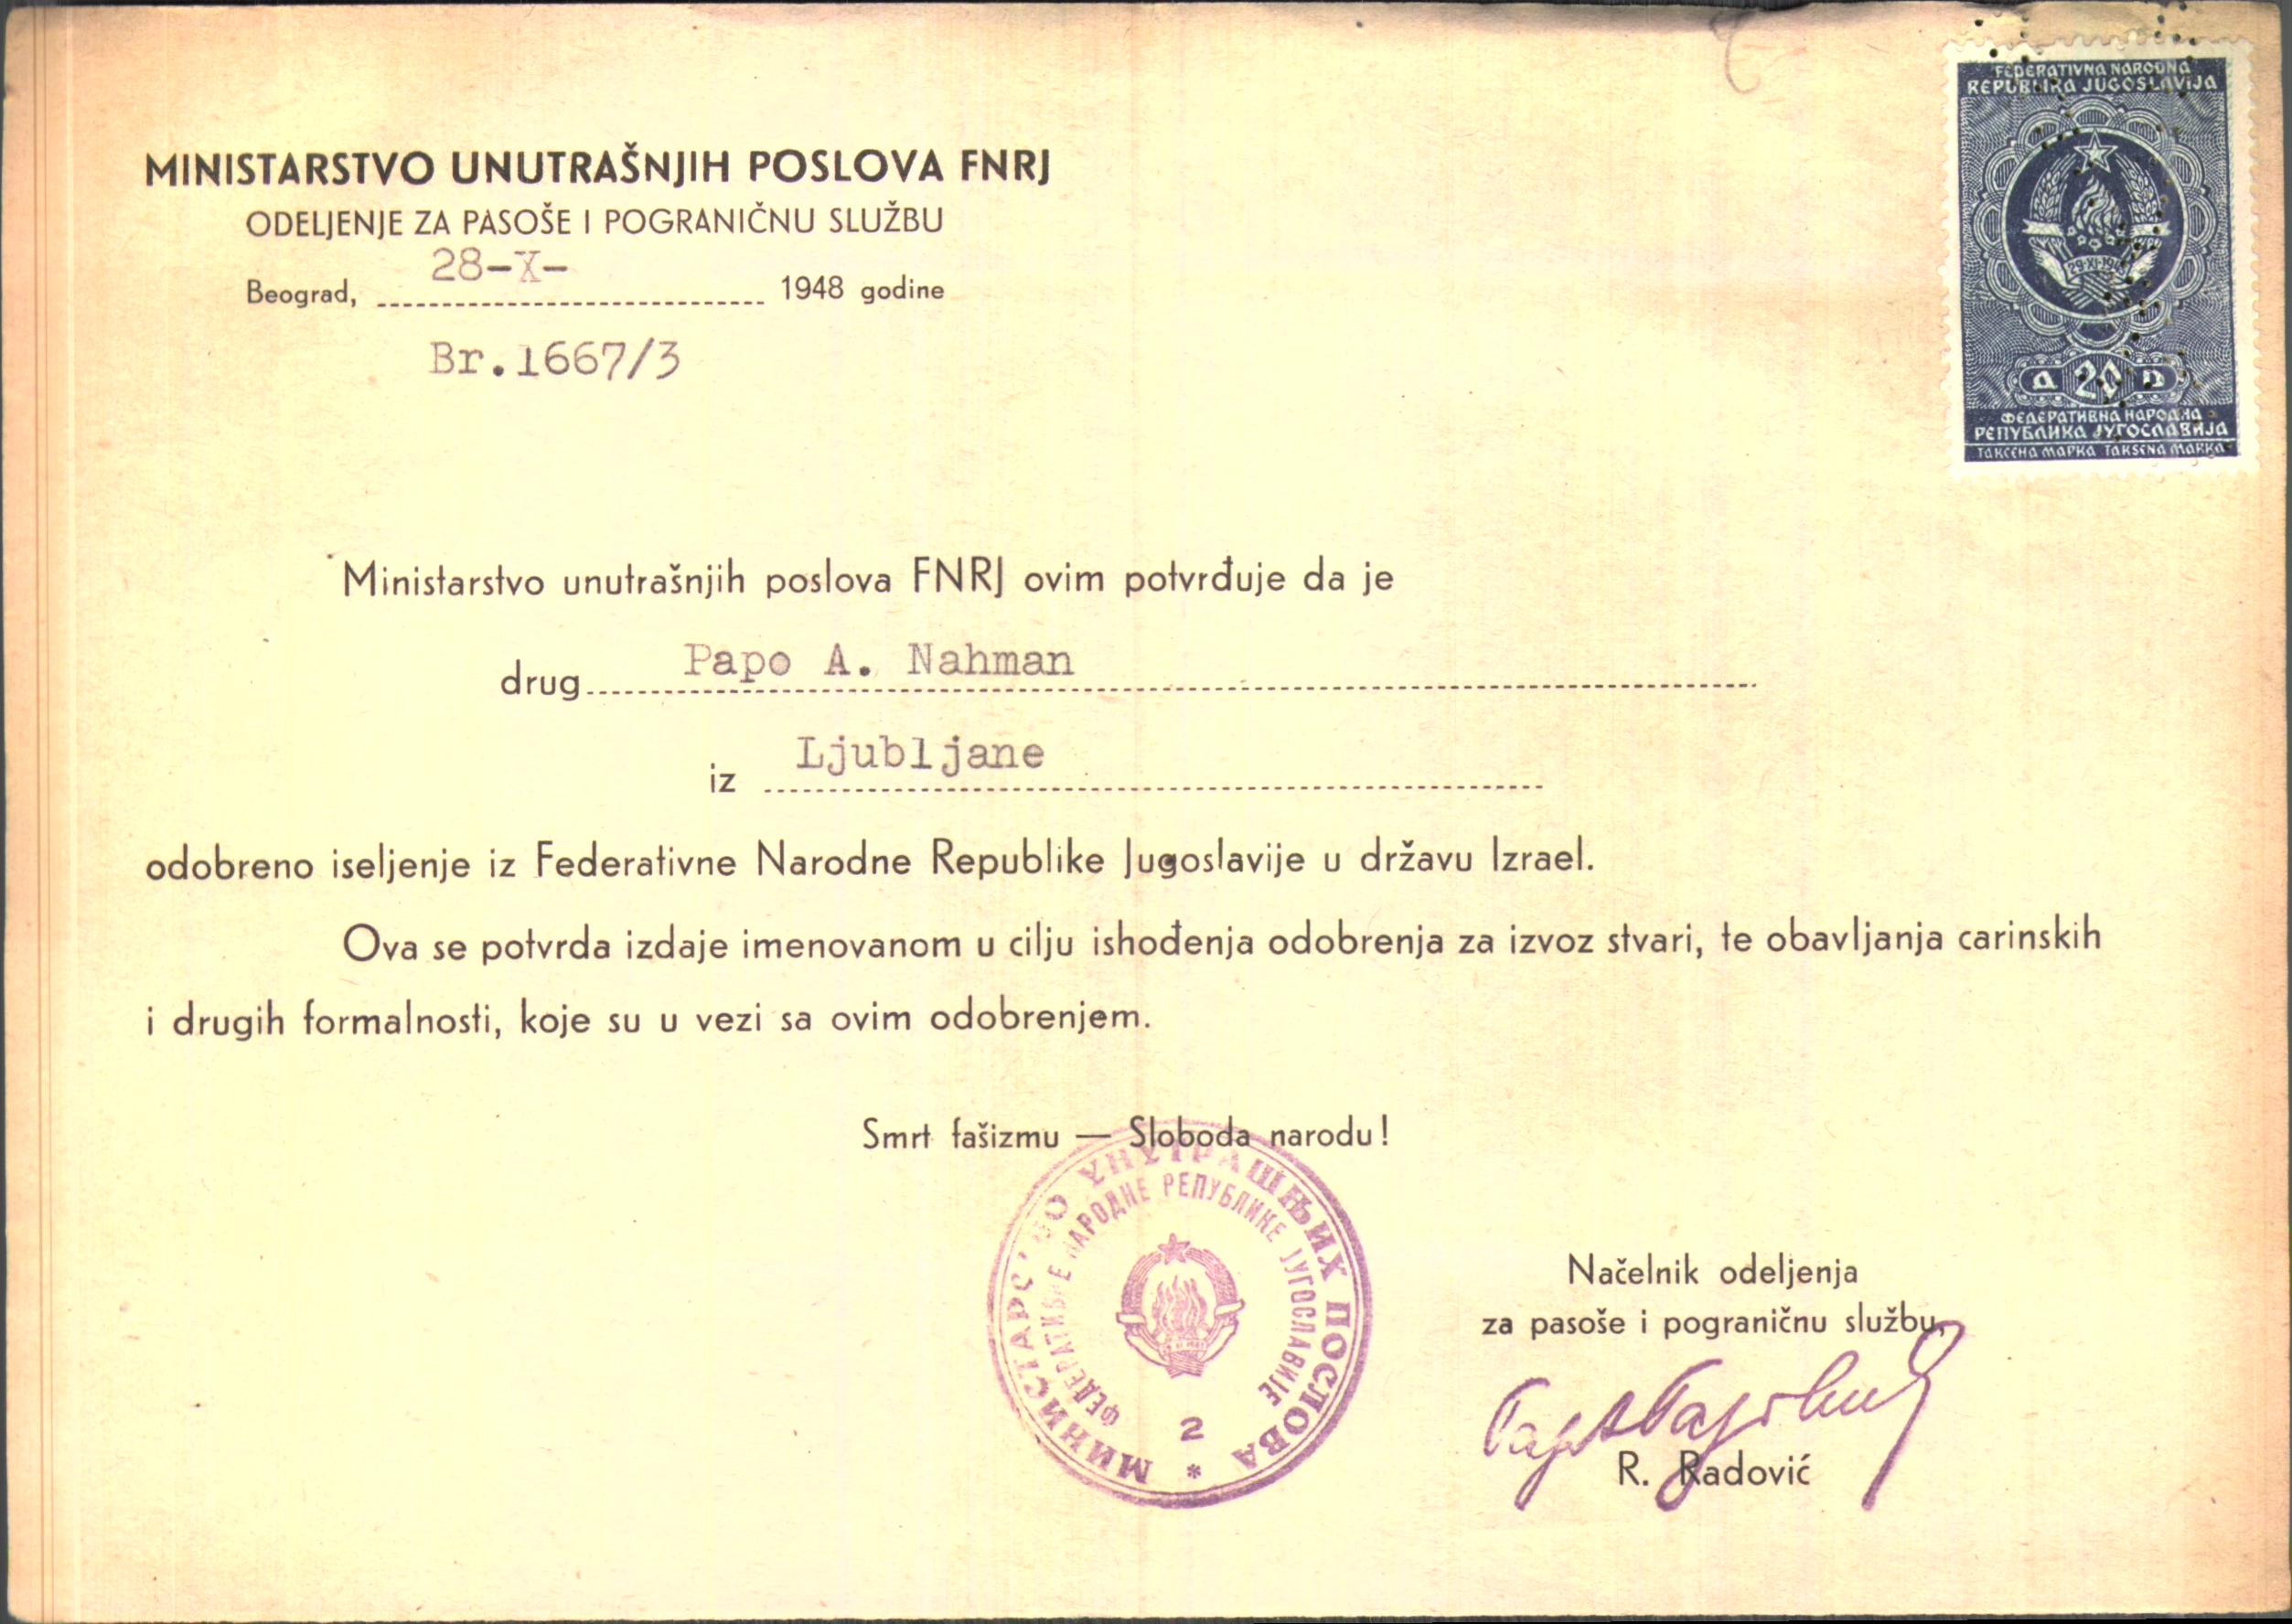 FEDERATIVNA NARODNA
REPUBLIKA JUGOSLAVIJA
29·XI·1943
Д 20 D
ФЕДЕРАТИВНА НАРОДНА
РЕПУБЛИКА ЈУГОСЛАВИЈА
ТАКСЕНА МАРКА TAKSENA MARKA
MINISTARSTVO UNUTRAŠNJIH POSLOVA FNRJ
ODELJENJE ZA PASOŠE I POGRANIČNU SLUŽBU
Beograd, 28-X- 1948 godine
Br.1667/3
Ministarstvo unutrašnjih poslova FNRJ ovim potvrđuje da je
drug Papo A. Nahman
iz Ljubljane
odobreno iseljenje iz Federativne Narodne Republike Jugoslavije u državu Izrael.
Ova se potvrda izdaje imenovanom u cilju ishođenja odobrenja za izvoz stvari, te obavljanja carinskih
i drugih formalnosti, koje su u vezi sa ovim odobrenjem.
Smrt fašizmu — Sloboda narodu!
МИНИСТАРСТВО УНУТРАШЊИХ ПОСЛОВА
ФЕДЕРАТИВНЕ НАРОДНЕ РЕПУБЛИКЕ ЈУГОСЛАВИЈЕ
2
*
Načelnik odeljenja
za pasoše i pograničnu službu,
R. Radović